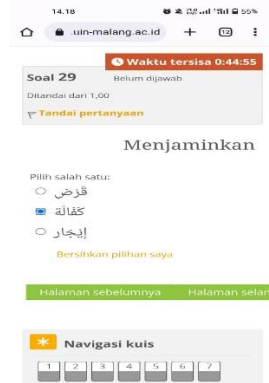 14.18
55%
.uin-malang.ac.id
12
Waktu tersisa 0:44:55
Soal 29
Belum dijawab
Ditandai dari 1,00
Tandai pertanyaan
Menjaminkan
Pilih salah satu:
قَرْض
كَفَالَة
إِيْجَار
Bersihkan pilihan saya
Halaman sebelumnya
Halaman selan
Navigasi kuis
1 2 3 4 5 6 7